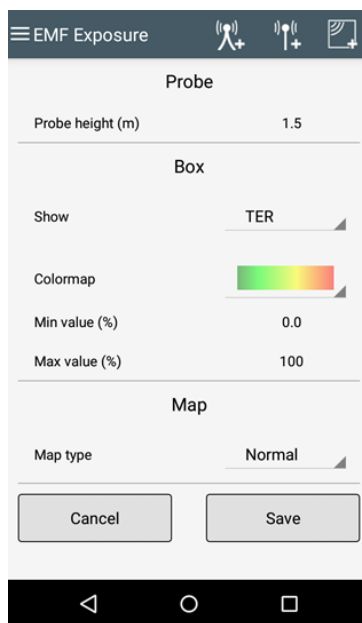 EMF Exposure
Probe
Probe height (m) 1.5
Box
Show TER
Colormap
Min value (%) 0.0
Max value (%) 100
Map
Map type Normal
Cancel Save